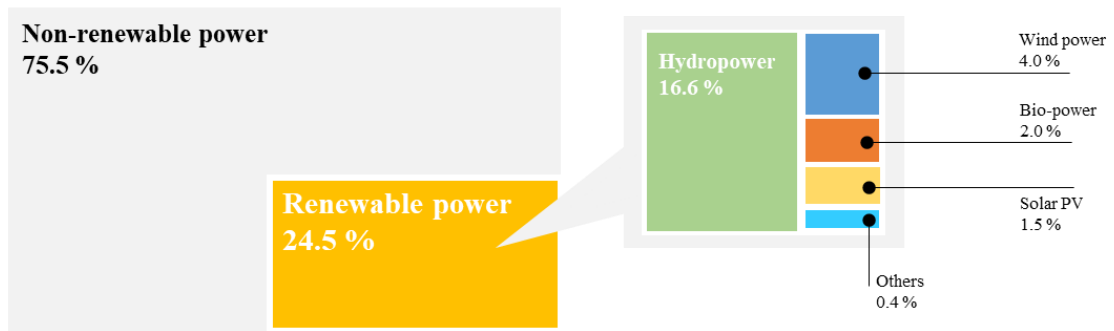 Non-renewable power
75.5 %
Renewable power
24.5 %
Hydropower
16.6 %
Wind power
4.0 %
Bio-power
2.0 %
Solar PV
1.5 %
Others
0.4 %